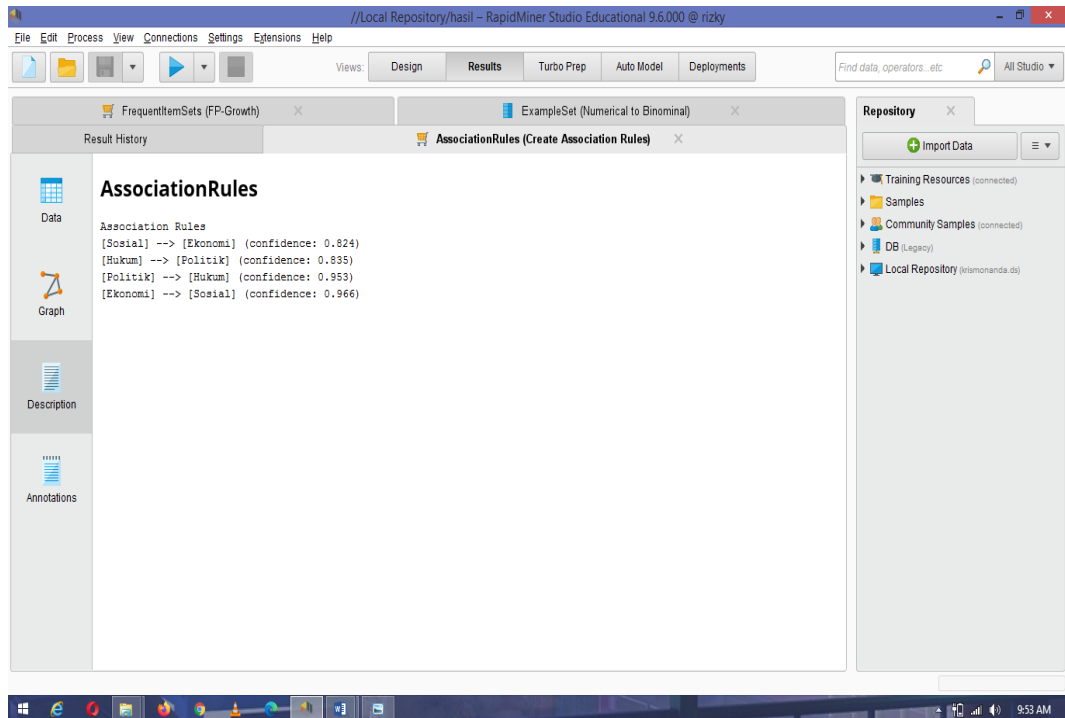 //Local Repository/hasil – RapidMiner Studio Educational 9.6.000 @ rizky
File Edit Process View Connections Settings Extensions Help
Views: Design Results Turbo Prep Auto Model Deployments Find data, operators...etc All Studio
FrequentItemSets (FP-Growth) ExampleSet (Numerical to Binominal) Repository
Result History AssociationRules (Create Association Rules)
Import Data
Training Resources (connected)
Samples
Community Samples (connected)
DB (Legacy)
Local Repository (krismonanda.ds)
Data
Graph
Description
Annotations
AssociationRules
Association Rules
[Sosial] --> [Ekonomi] (confidence: 0.824)
[Hukum] --> [Politik] (confidence: 0.835)
[Politik] --> [Hukum] (confidence: 0.953)
[Ekonomi] --> [Sosial] (confidence: 0.966)
9:53 AM